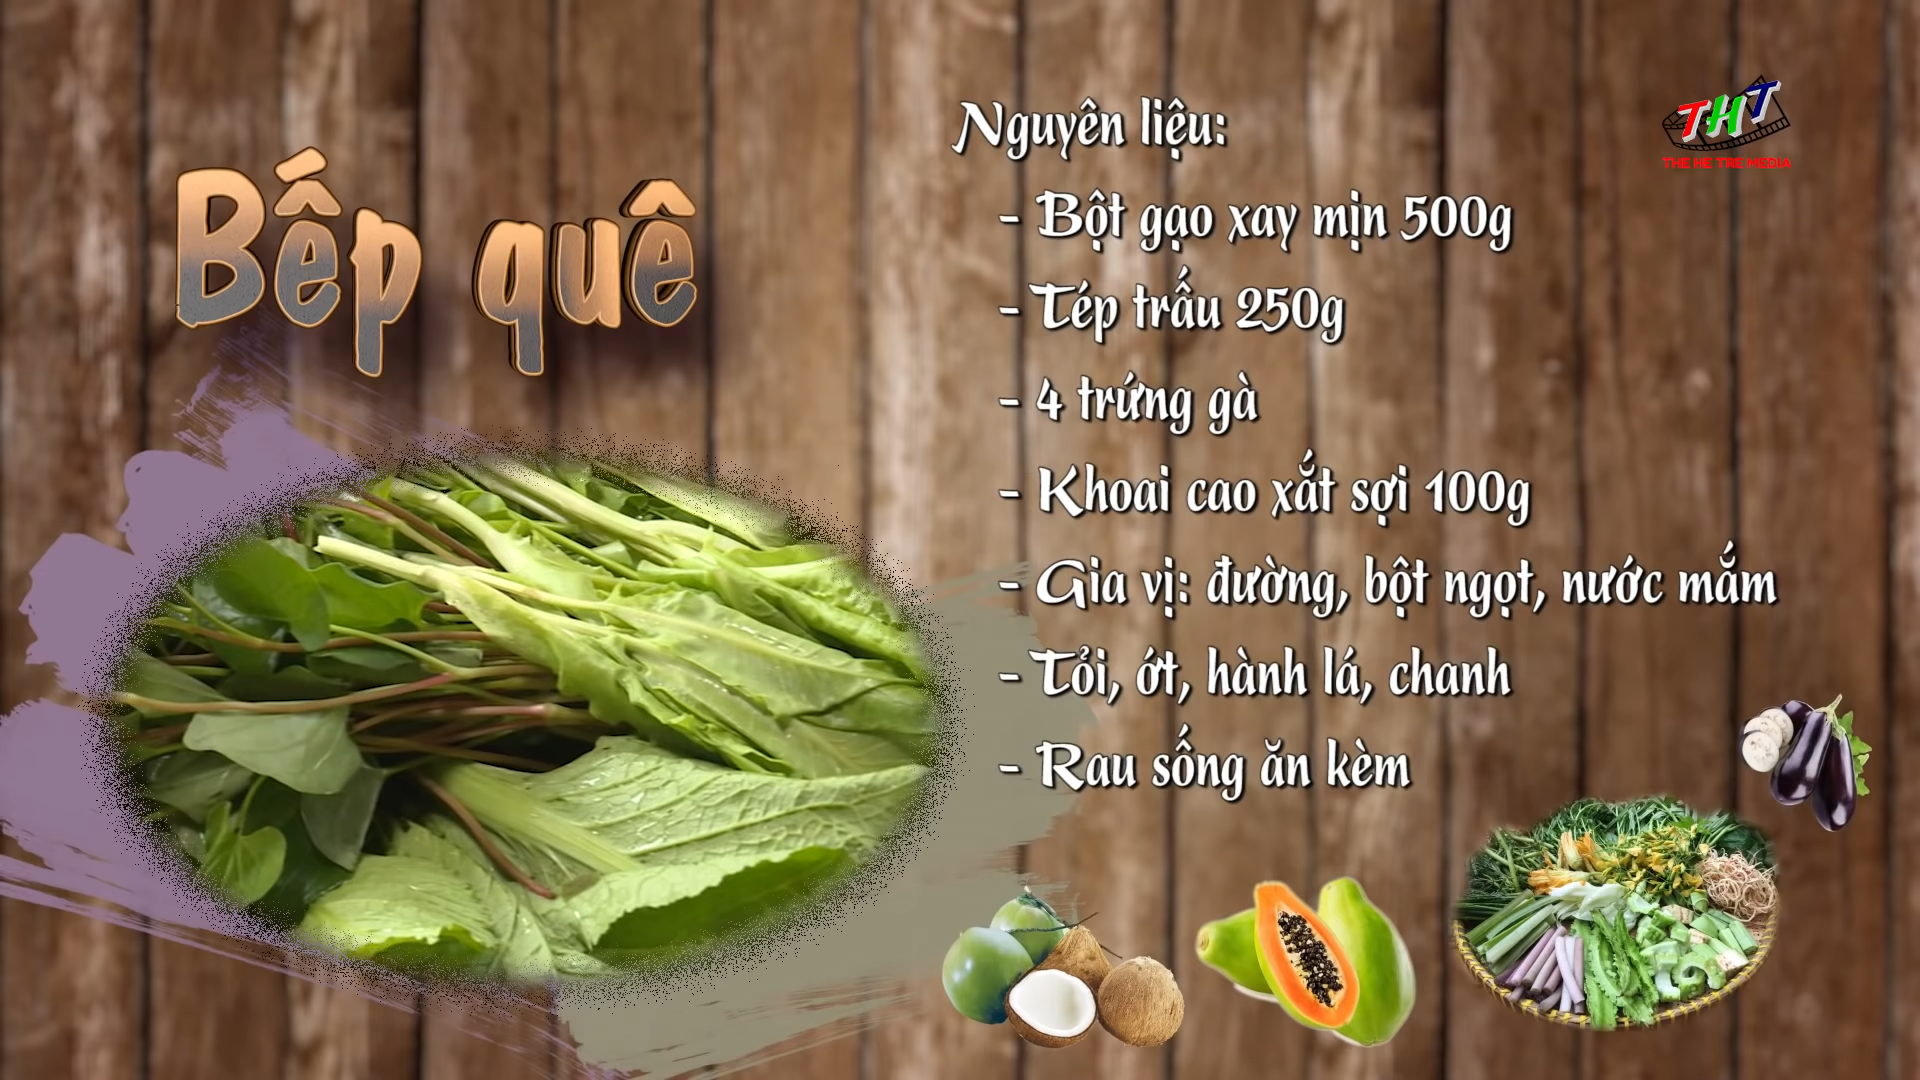 Bếp quê
Nguyên liệu:
- Bột gạo xay mịn 500g
- Tép trấu 250g
- 4 trứng gà
- Khoai cao xắt sợi 100g
- Gia vị: đường, bột ngọt, nước mắm
- Tỏi, ớt, hành lá, chanh
- Rau sống ăn kèm
THT
THE HE TRE MEDIA